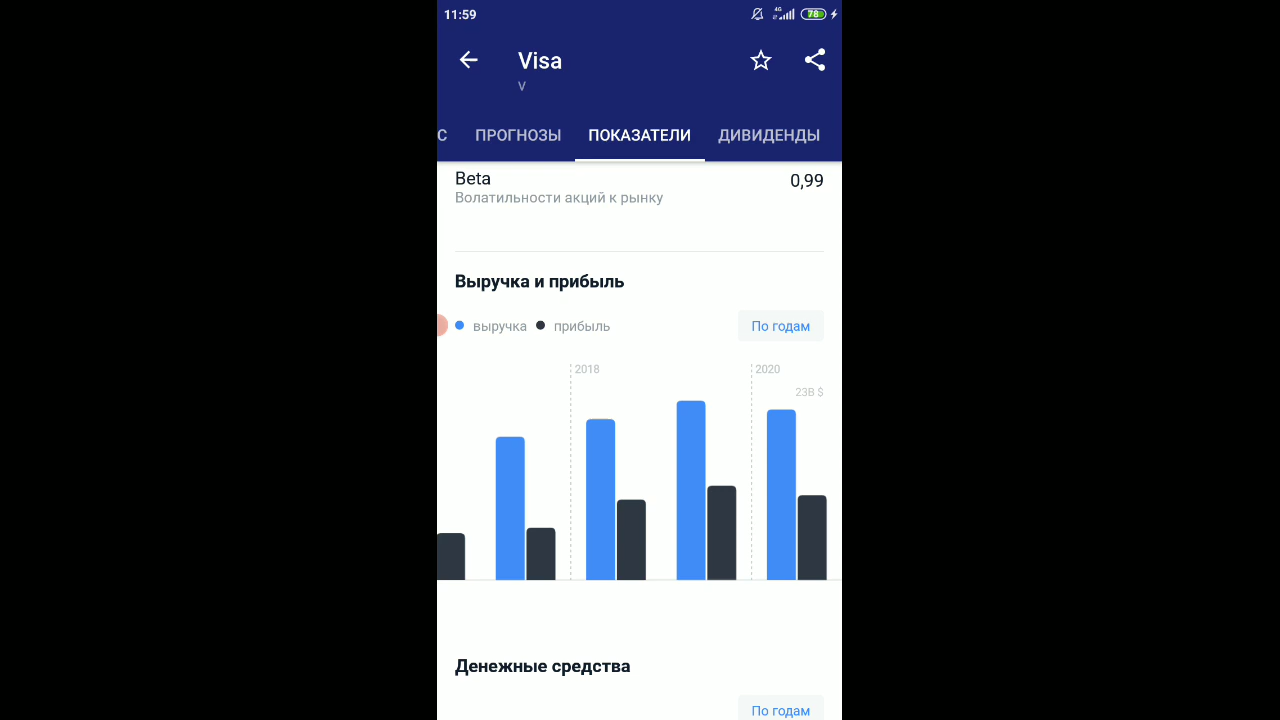 11:59
4G
78
Visa
V
С
ПРОГНОЗЫ
ПОКАЗАТЕЛИ
ДИВИДЕНДЫ
Beta
0,99
Волатильности акций к рынку
Выручка и прибыль
выручка
прибыль
По годам
2018
2020
23B $
Денежные средства
По годам